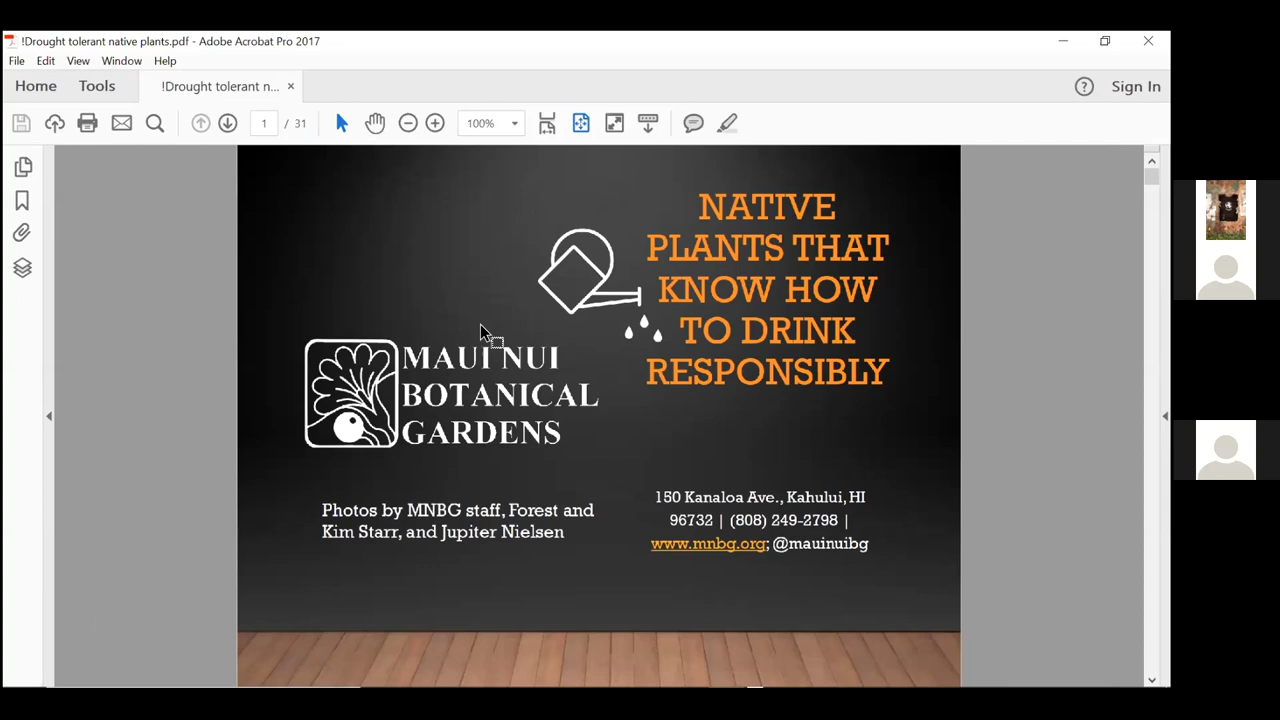 !Drought tolerant native plants.pdf - Adobe Acrobat Pro 2017
File Edit View Window Help
Home Tools !Drought tolerant n... × ? Sign In
1 / 31 100%
NATIVE
PLANTS THAT
KNOW HOW
TO DRINK
RESPONSIBLY
MAUI NUI
BOTANICAL
GARDENS
Photos by MNBG staff, Forest and
Kim Starr, and Jupiter Nielsen
150 Kanaloa Ave., Kahului, HI
96732 | (808) 249-2798 |
www.mnbg.org; @mauinuibg